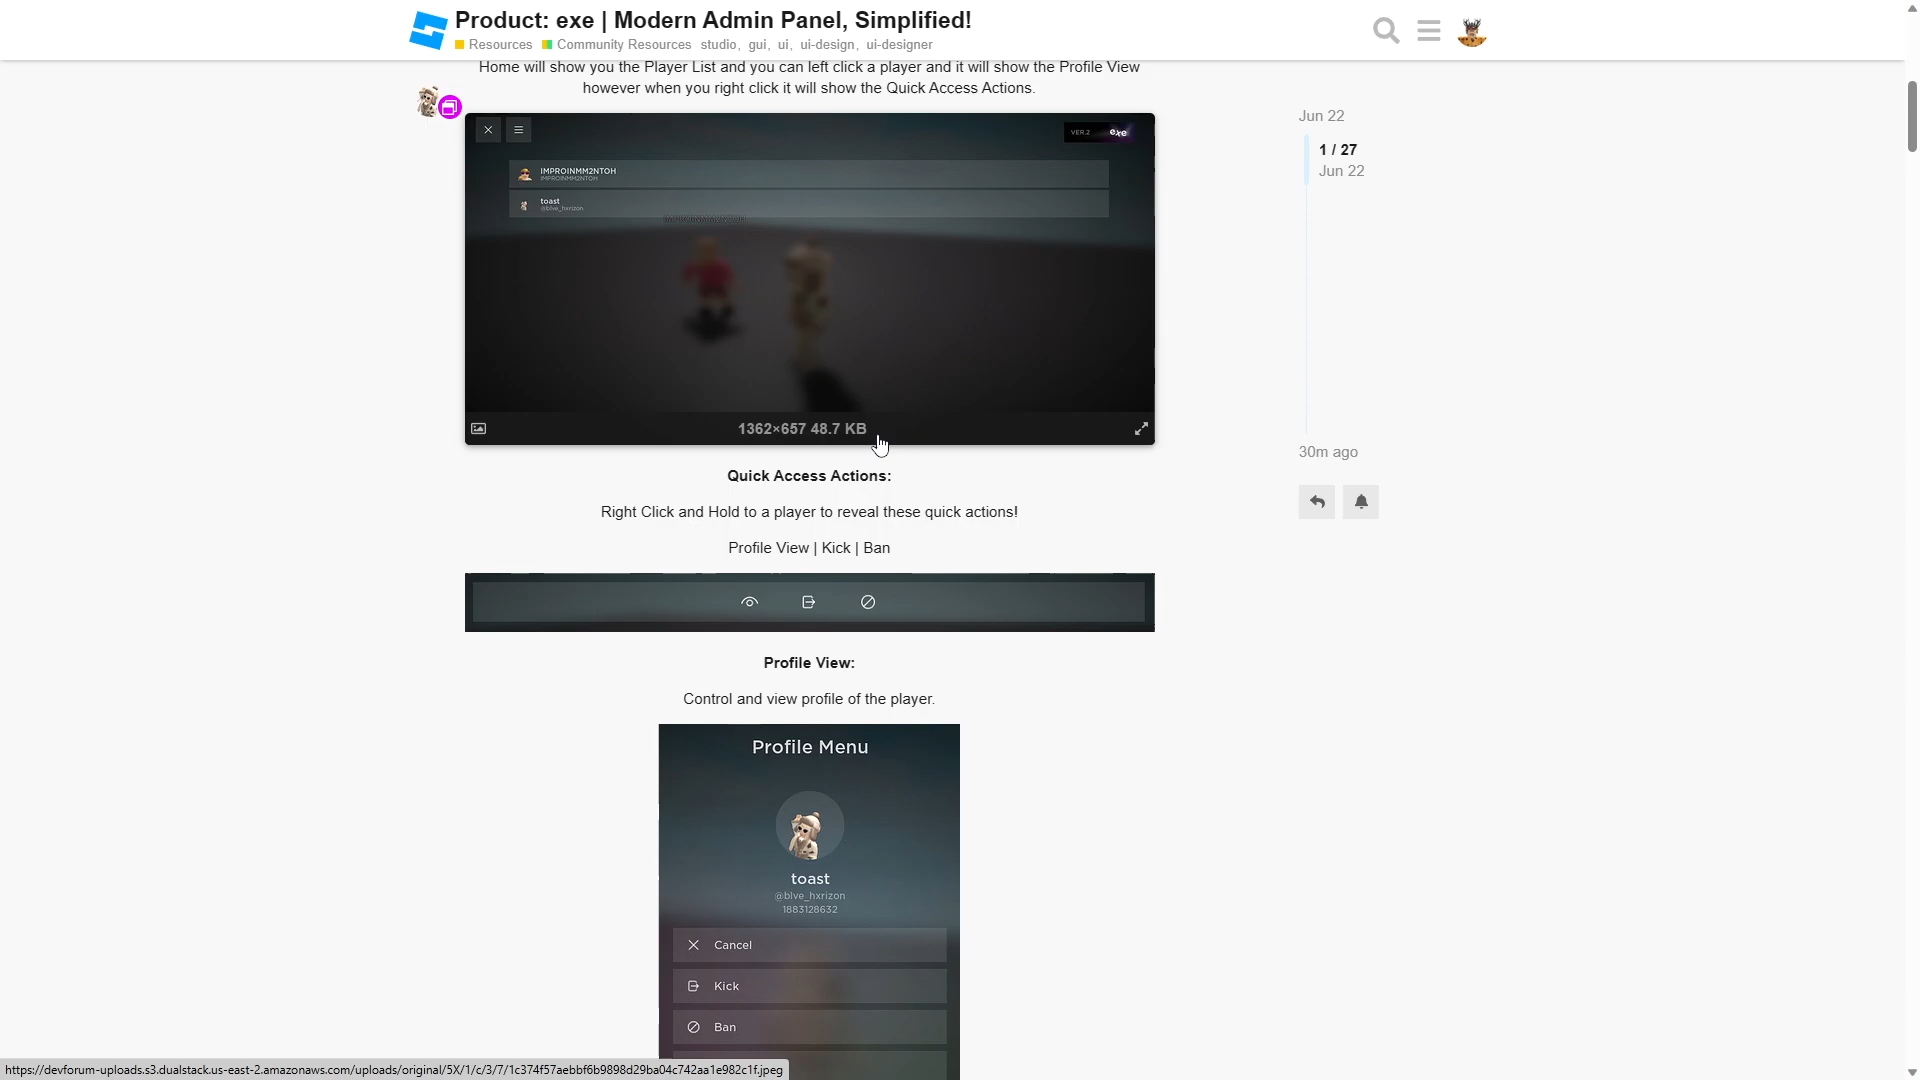 Product: exe | Modern Admin Panel, Simplified!
Resources Community Resources studio, gui, ui, ui-design, ui-designer
Home will show you the Player List and you can left click a player and it will show the Profile View
however when you right click it will show the Quick Access Actions.
VER.2 exe
IMPROINMM2NTOH
IMPROINMM2NTOH
toast
@blve_hxrizon
IMPROINMM2NTOH
1362×657 48.7 KB
Quick Access Actions:
Right Click and Hold to a player to reveal these quick actions!
Profile View | Kick | Ban
Profile View:
Control and view profile of the player.
Profile Menu
toast
@blve_hxrizon
1883128632
Cancel
Kick
Ban
Jun 22
1 / 27
Jun 22
30m ago
https://devforum-uploads.s3.dualstack.us-east-2.amazonaws.com/uploads/original/5X/1/c/3/7/1c374f57aebbf6b9898d29ba04c742aa1e982c1f.jpeg